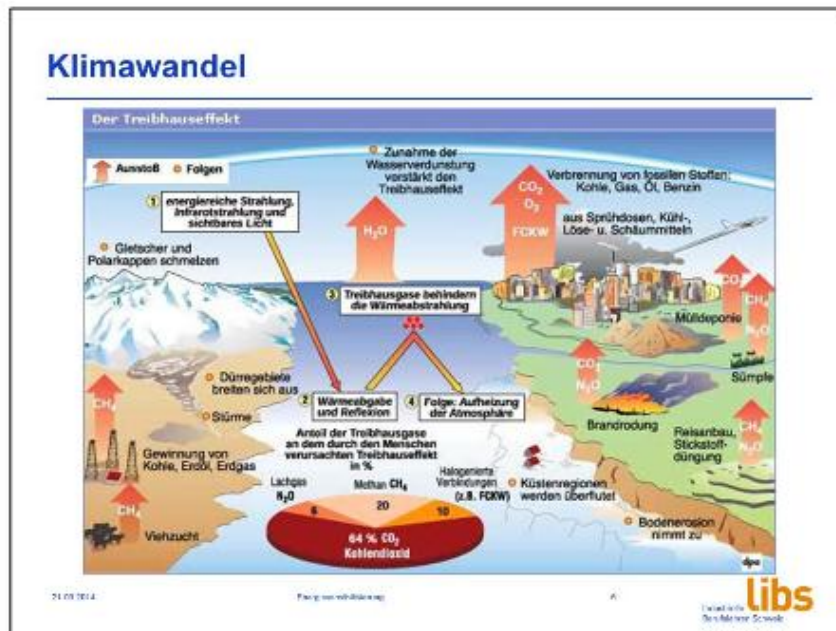 Klimawandel
Der Treibhauseffekt
Ausstoß
Folgen
Zunahme der
Wasserverdunstung
verstärkt den
Treibhauseffekt
Verbrennung von fossilen Stoffen:
Kohle, Gas, Öl, Benzin
CO2
O3
FCKW
aus Sprühdosen, Kühl-,
Löse- u. Schäummitteln
1 energiereiche Strahlung,
Infrarotstrahlung und
sichtbares Licht
H2O
Gletscher und
Polarkappen schmelzen
3 Treibhausgase behindern
die Wärmeabstrahlung
CO2
CH4
N2O
Mülldeponie
Sümpfe
Dürregebiete
breiten sich aus
Stürme
CH4
2 Wärmeabgabe
und Reflexion
4 Folge: Aufheizung
der Atmosphäre
CO2
N2O
Brandrodung
Reisanbau,
Stickstoff-
düngung
CH4
N2O
Gewinnung von
Kohle, Erdöl, Erdgas
Anteil der Treibhausgase
an dem durch den Menschen
verursachten Treibhauseffekt
in %
Lachgas
N2O
Methan CH4
Halogenierte
Verbindungen
(z.B. FCKW)
6
20
10
64 % CO2
Kohlendioxid
Küstenregionen
werden überflutet
Bodenerosion
nimmt zu
CH4
Viehzucht
dpa
6
libs
Industrielle
Berufslehren Schweiz